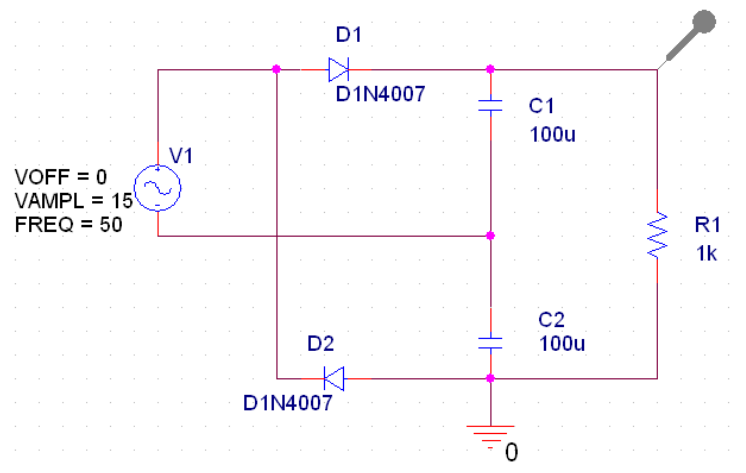 D1
D1N4007
C1
100u
V1
VOFF = 0
VAMPL = 15
FREQ = 50
R1
1k
C2
100u
D2
D1N4007
0